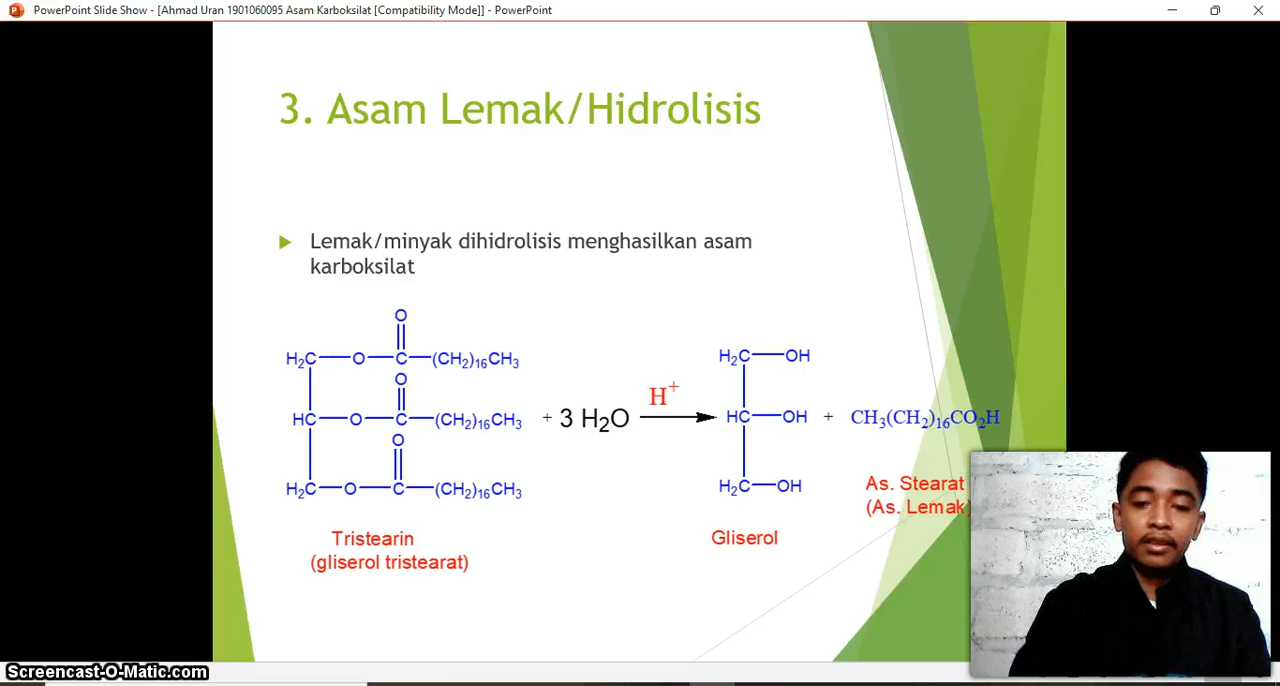 PowerPoint Slide Show - [Ahmad Uran 1901060095 Asam Karboksilat [Compatibility Mode]] - PowerPoint
3. Asam Lemak/Hidrolisis
Lemak/minyak dihidrolisis menghasilkan asam
karboksilat
O
H₂C O C (CH₂)₁₆CH₃
O
HC O C (CH₂)₁₆CH₃ + 3 H₂O H⁺ HC OH + CH₃(CH₂)₁₆CO₂H
O
H₂C O C (CH₂)₁₆CH₃
H₂C OH
H₂C OH
As. Stearat
(As. Lemak)
Tristearin
(gliserol tristearat)
Gliserol
Screencast-O-Matic.com